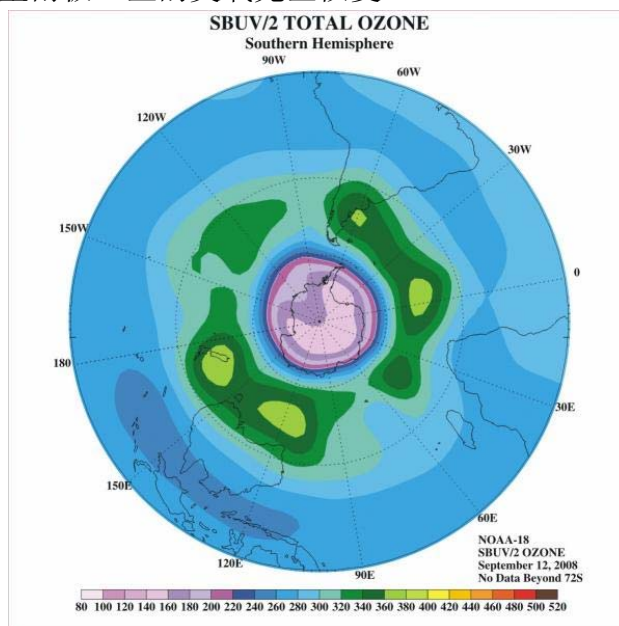 SBUV/2 TOTAL OZONE
Southern Hemisphere
90W
120W
60W
150W
30W
180
0
150E
30E
120E
60E
90E
NOAA-18
SBUV/2 OZONE
September 12, 2008
No Data Beyond 72S
80 100 120 140 160 180 200 220 240 260 280 300 320 340 360 380 400 420 440 460 480 500 520